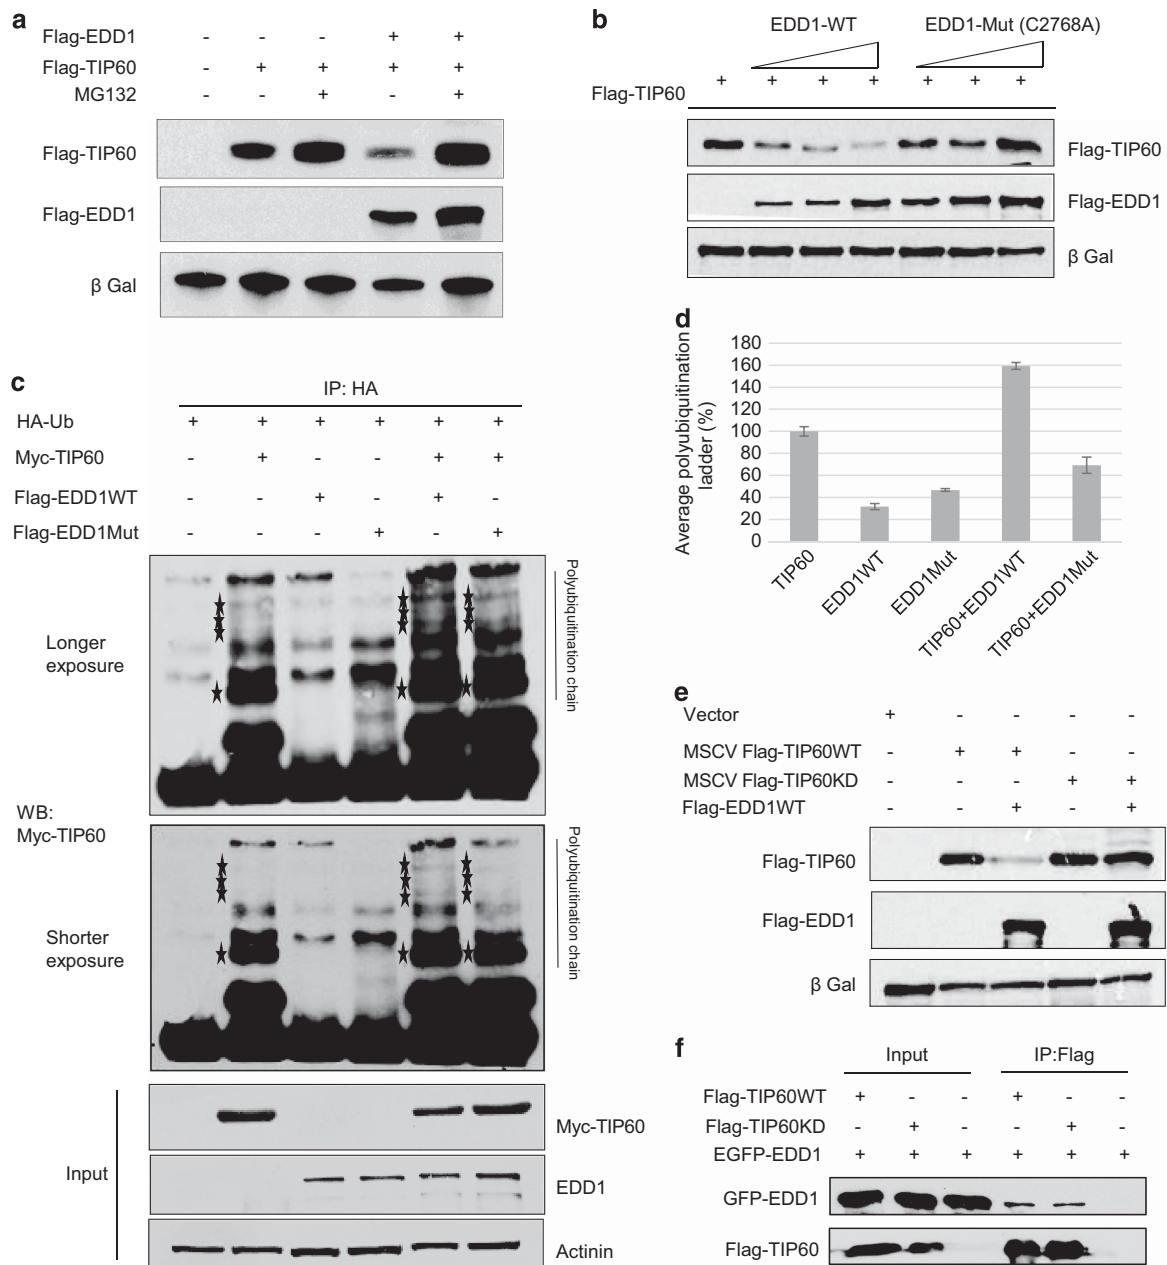 a
Flag-EDD1 - - - + +
Flag-TIP60 - + + + +
MG132 - - + - +
Flag-TIP60
Flag-EDD1
β Gal
b
EDD1-WT EDD1-Mut (C2768A)
+ + + + + + +
Flag-TIP60
Flag-TIP60
Flag-EDD1
β Gal
c
IP: HA
HA-Ub + + + + + +
Myc-TIP60 - + - - + +
Flag-EDD1WT - - + - + -
Flag-EDD1Mut - - - + - +
Longer
exposure
Polyubiquitination chain
WB:
Myc-TIP60
Shorter
exposure
Polyubiquitination chain
Input
Myc-TIP60
EDD1
Actinin
d
Average polyubiquitination
ladder (%)
180
160
140
120
100
80
60
40
20
0
TIP60
EDD1WT
EDD1Mut
TIP60+EDD1WT
TIP60+EDD1Mut
e
Vector + - - - -
MSCV Flag-TIP60WT - + + - -
MSCV Flag-TIP60KD - - - + +
Flag-EDD1WT - - + - +
Flag-TIP60
Flag-EDD1
β Gal
f
Input IP:Flag
Flag-TIP60WT + - - + - -
Flag-TIP60KD - + - - + -
EGFP-EDD1 + + + + + +
GFP-EDD1
Flag-TIP60